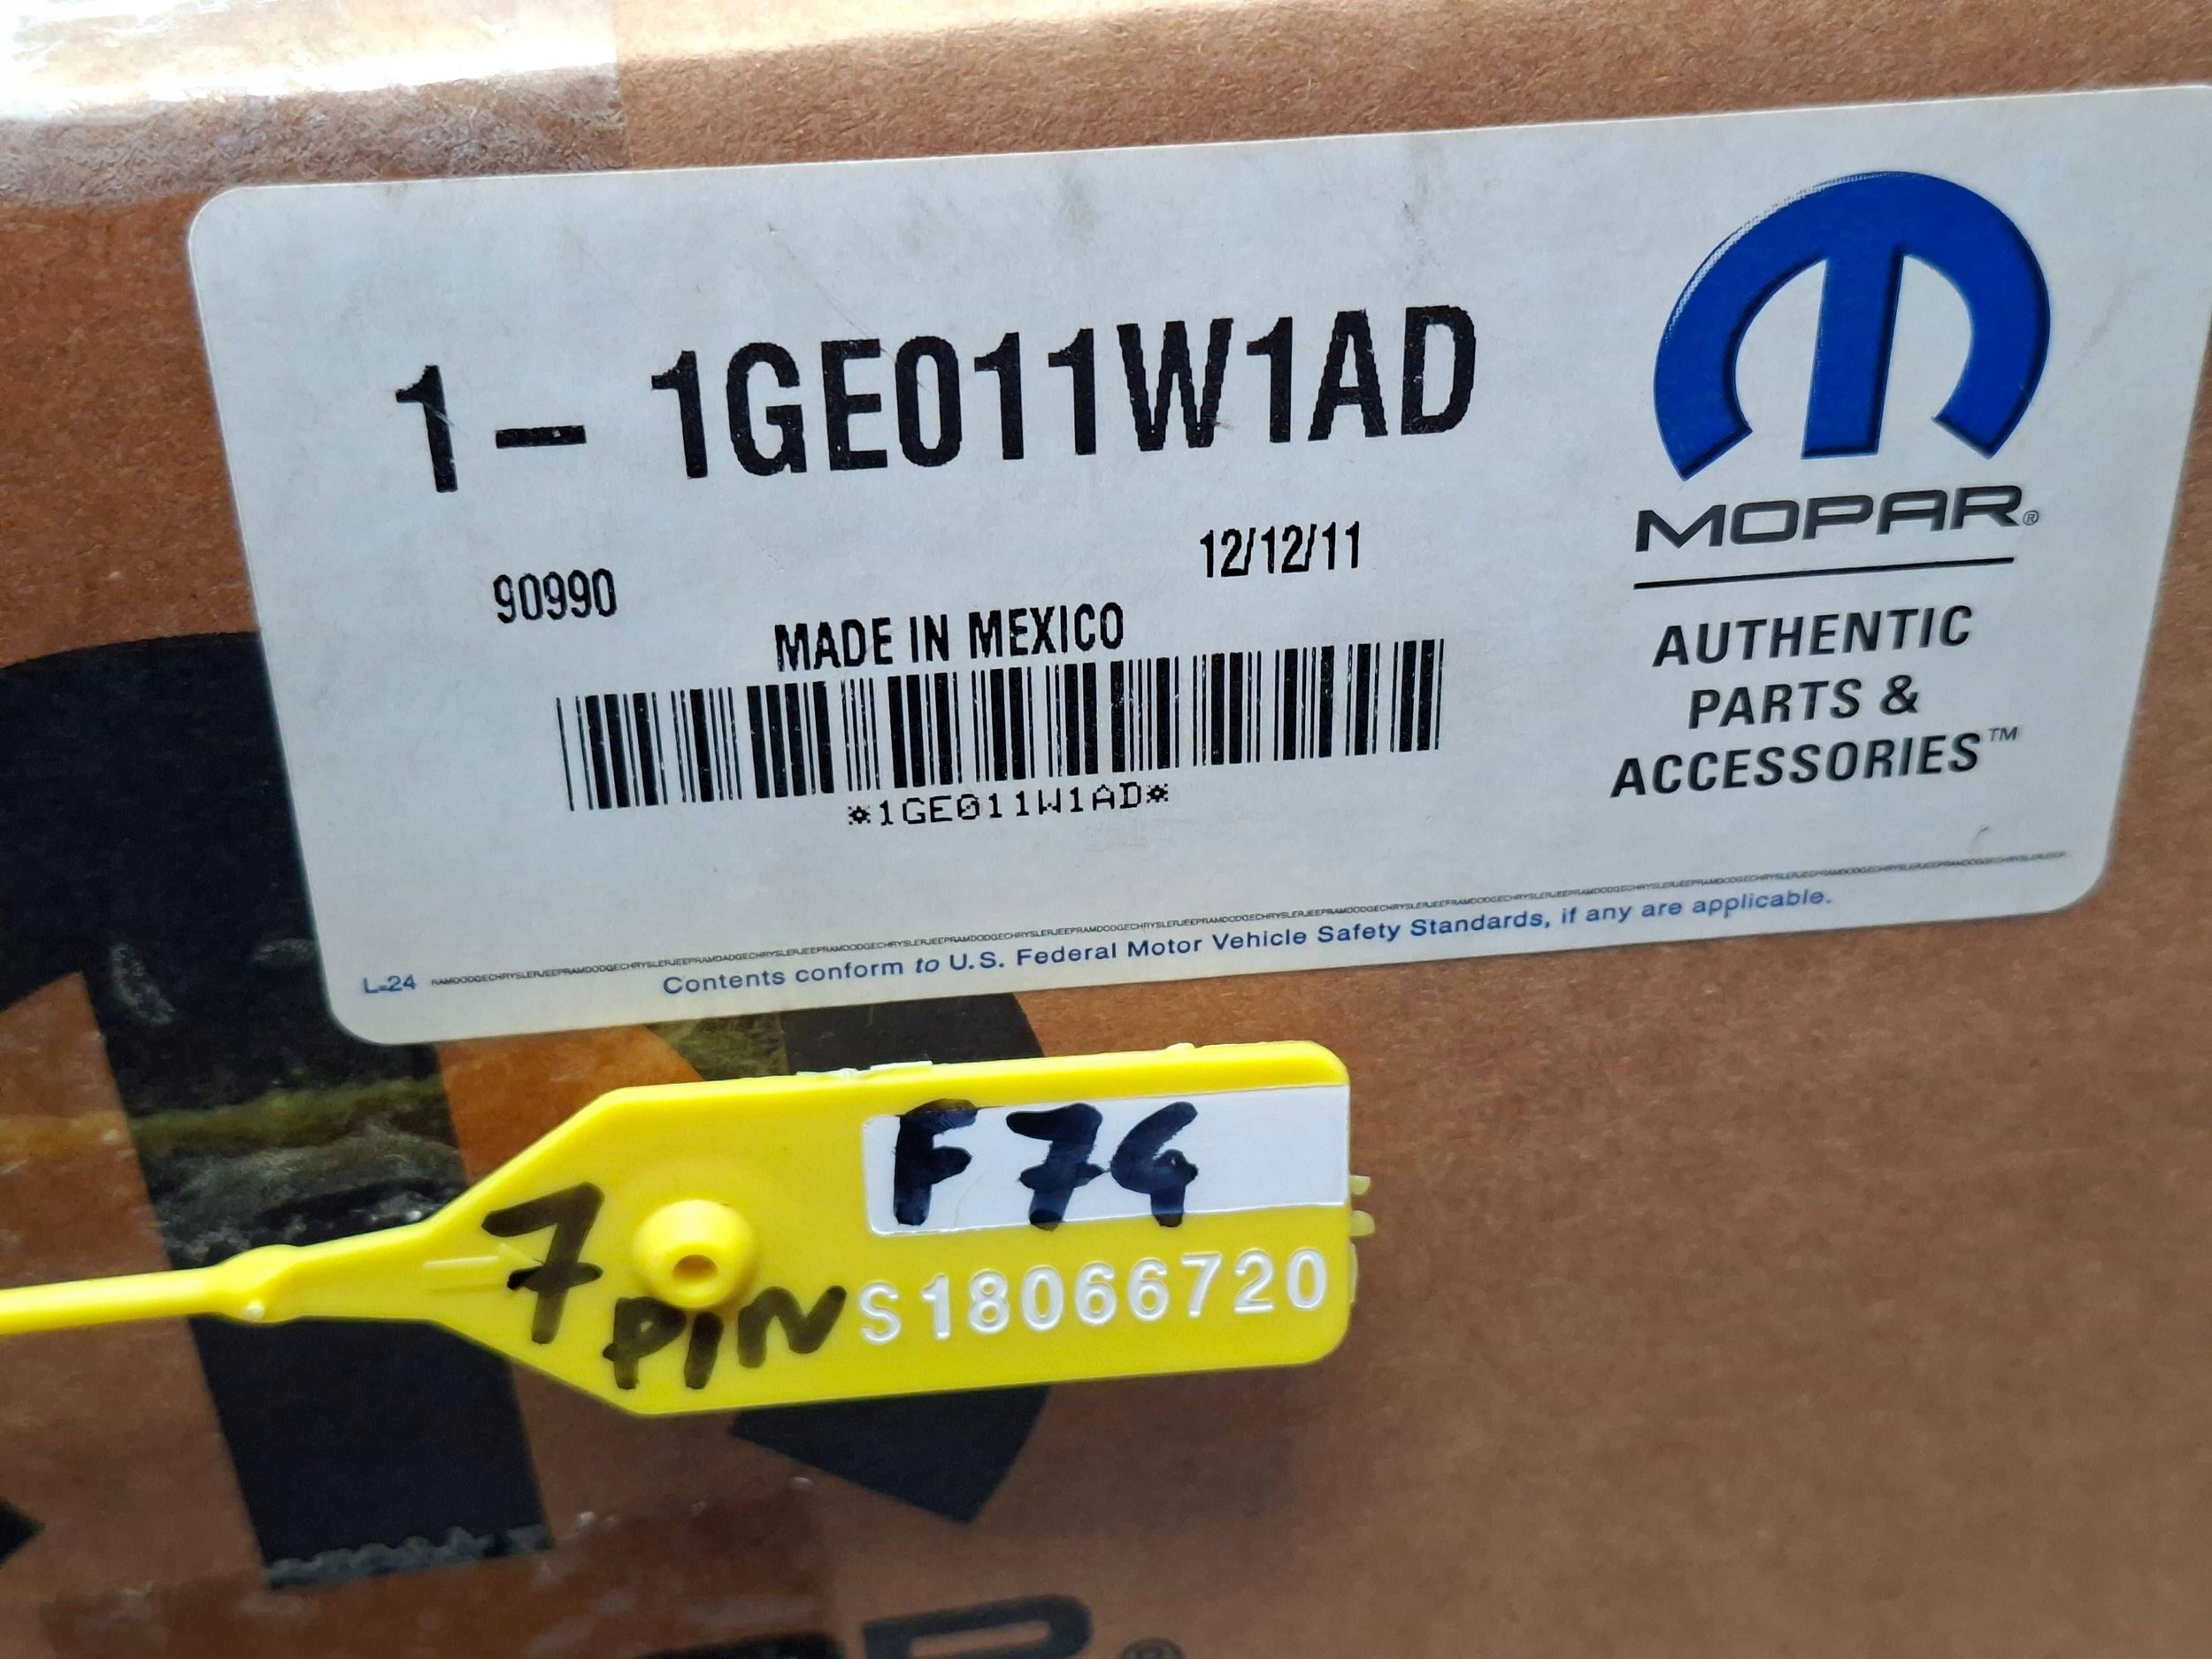 1 - 1GE011W1AD
90990
12/12/11
MADE IN MEXICO
*1GE011W1AD*
MOPAR®
AUTHENTIC
PARTS &
ACCESSORIES™
L-24
Contents conform to U.S. Federal Motor Vehicle Safety Standards, if any are applicable.
F74
7
PIN
S18066720